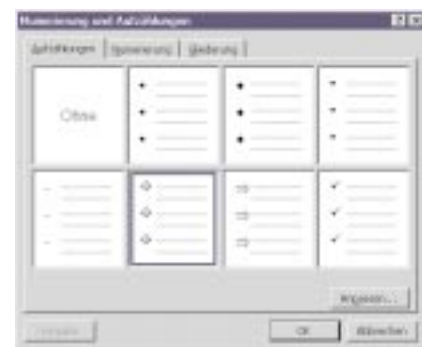 Nummerierung und Aufzählungen
Aufzählungen Nummerierung Gliederung
Ohne
Anpassen...
OK Abbrechen